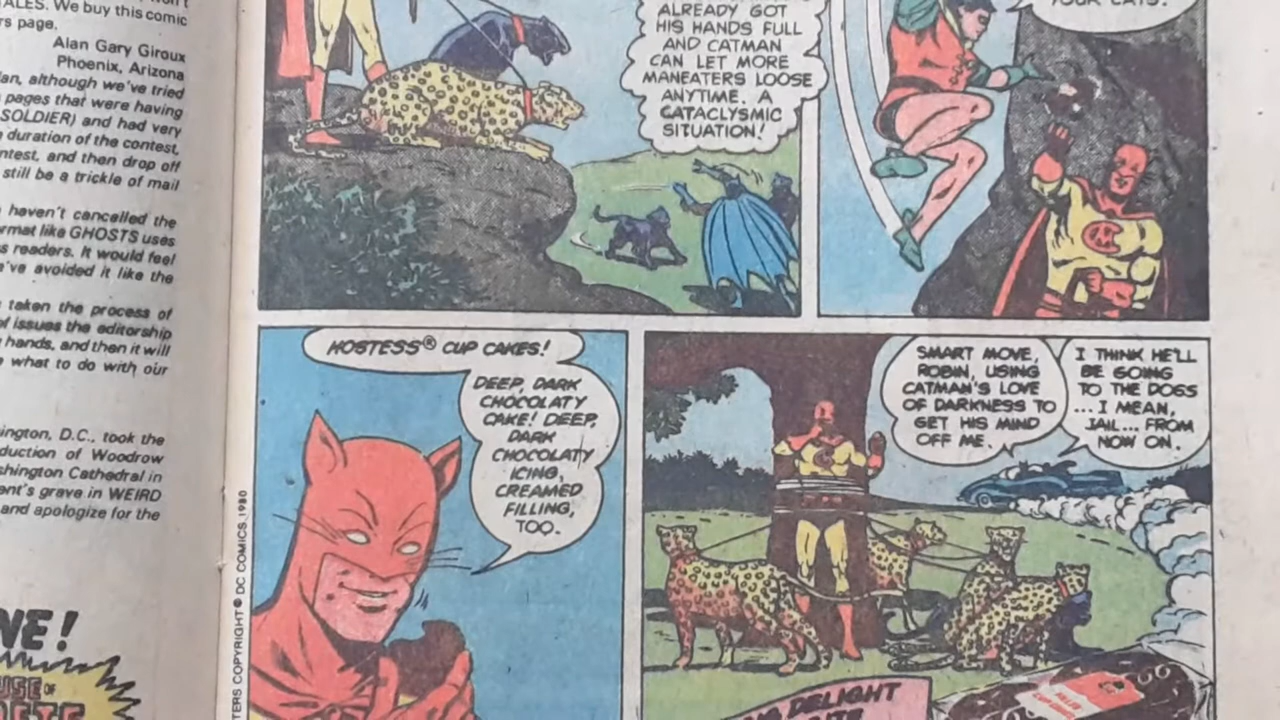 TALES. We buy this comic
rs page.
Alan Gary Giroux
Phoenix, Arizona
an, although we've tried
pages that were having
SOLDIER) and had very
duration of the contest,
ntest, and then drop off
still be a trickle of mail
haven't cancelled the
rmat like GHOSTS uses
s readers. It would feel
've avoided it like the
taken the process of
of issues the editorship
hands, and then it will
what to do with our
ington, D.C., took the
duction of Woodrow
shington Cathedral in
ent's grave in WEIRD
and apologize for the
NE!
USE OF
ALREADY GOT
HIS HANDS FULL
AND CATMAN
CAN LET MORE
MANEATERS LOOSE
ANYTIME. A
CATACLYSMIC
SITUATION!
YOUR CATS.
CM
HOSTESS® CUP CAKES!
DEEP, DARK
CHOCOLATY
CAKE! DEEP,
DARK
CHOCOLATY
ICING,
CREAMED
FILLING,
TOO.
SMART MOVE,
ROBIN, USING
CATMAN'S LOVE
OF DARKNESS TO
GET HIS MIND
OFF ME.
I THINK HE'LL
BE GOING
TO THE DOGS
...I MEAN,
JAIL... FROM
NOW ON.
DELIGHT
TERS COPYRIGHT © DC COMICS, 1980